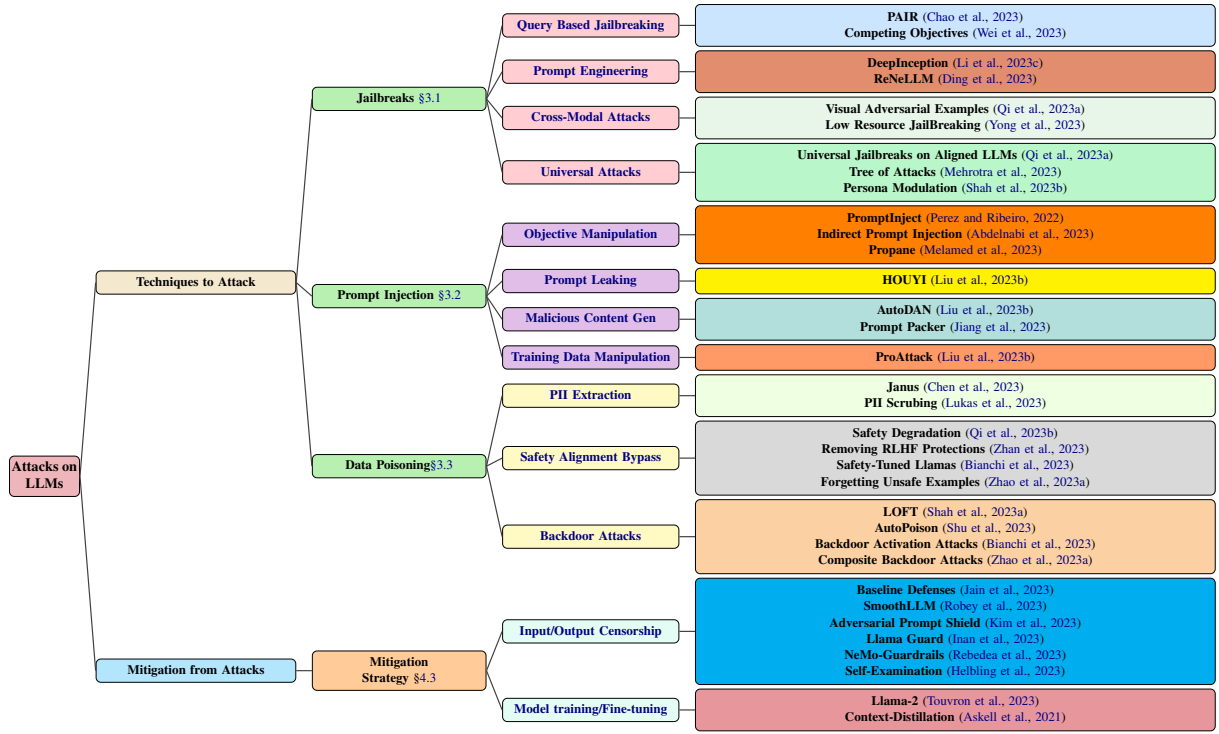 Attacks on
LLMs
Techniques to Attack
Jailbreaks §3.1
Query Based Jailbreaking
PAIR (Chao et al., 2023)
Competing Objectives (Wei et al., 2023)
Prompt Engineering
DeepInception (Li et al., 2023c)
ReNeLLM (Ding et al., 2023)
Cross-Modal Attacks
Visual Adversarial Examples (Qi et al., 2023a)
Low Resource JailBreaking (Yong et al., 2023)
Universal Attacks
Universal Jailbreaks on Aligned LLMs (Qi et al., 2023a)
Tree of Attacks (Mehrotra et al., 2023)
Persona Modulation (Shah et al., 2023b)
Prompt Injection §3.2
Objective Manipulation
PromptInject (Perez and Ribeiro, 2022)
Indirect Prompt Injection (Abdelnabi et al., 2023)
Propane (Melamed et al., 2023)
Prompt Leaking
HOUYI (Liu et al., 2023b)
Malicious Content Gen
AutoDAN (Liu et al., 2023b)
Prompt Packer (Jiang et al., 2023)
Training Data Manipulation
ProAttack (Liu et al., 2023b)
Data Poisoning§3.3
PII Extraction
Janus (Chen et al., 2023)
PII Scrubing (Lukas et al., 2023)
Safety Alignment Bypass
Safety Degradation (Qi et al., 2023b)
Removing RLHF Protections (Zhan et al., 2023)
Safety-Tuned Llamas (Bianchi et al., 2023)
Forgetting Unsafe Examples (Zhao et al., 2023a)
Backdoor Attacks
LOFT (Shah et al., 2023a)
AutoPoison (Shu et al., 2023)
Backdoor Activation Attacks (Bianchi et al., 2023)
Composite Backdoor Attacks (Zhao et al., 2023a)
Mitigation from Attacks
Mitigation
Strategy §4.3
Input/Output Censorship
Baseline Defenses (Jain et al., 2023)
SmoothLLM (Robey et al., 2023)
Adversarial Prompt Shield (Kim et al., 2023)
Llama Guard (Inan et al., 2023)
NeMo-Guardrails (Rebedea et al., 2023)
Self-Examination (Helbling et al., 2023)
Model training/Fine-tuning
Llama-2 (Touvron et al., 2023)
Context-Distillation (Askell et al., 2021)